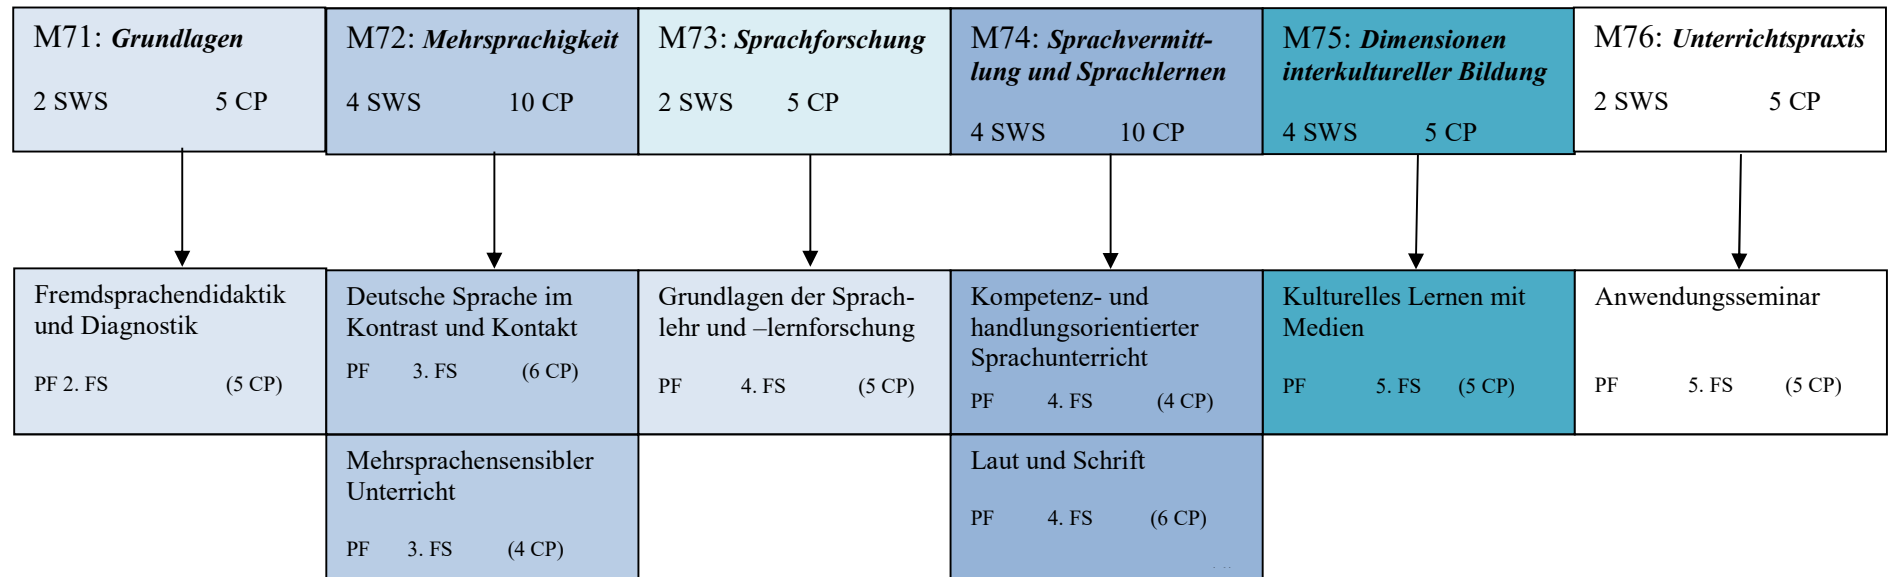 M71: Grundlagen
2 SWS 5 CP
M72: Mehrsprachigkeit
4 SWS 10 CP
M73: Sprachforschung
2 SWS 5 CP
M74: Sprachvermitt-
lung und Sprachlernen
4 SWS 10 CP
M75: Dimensionen
interkultureller Bildung
4 SWS 5 CP
M76: Unterrichtspraxis
2 SWS 5 CP
Fremdsprachendidaktik
und Diagnostik
PF 2. FS (5 CP)
Deutsche Sprache im
Kontrast und Kontakt
PF 3. FS (6 CP)
Grundlagen der Sprach-
lehr und –lernforschung
PF 4. FS (5 CP)
Kompetenz- und
handlungsorientierter
Sprachunterricht
PF 4. FS (4 CP)
Kulturelles Lernen mit
Medien
PF 5. FS (5 CP)
Anwendungsseminar
PF 5. FS (5 CP)
Mehrsprachensensibler
Unterricht
PF 3. FS (4 CP)
Laut und Schrift
PF 4. FS (6 CP)